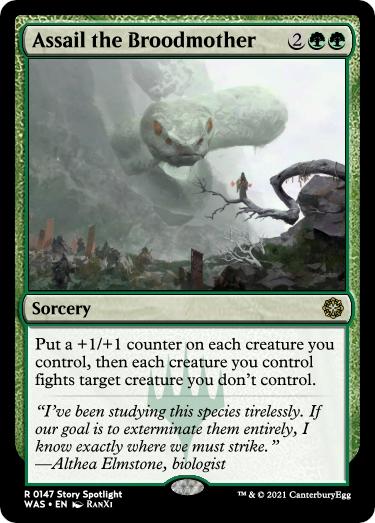 Assail the Broodmother 2
Sorcery
Put a +1/+1 counter on each creature you
control, then each creature you control
fights target creature you don’t control.
“I’ve been studying this species tirelessly. If
our goal is to exterminate them entirely, I
know exactly where we must strike.”
—Althea Elmstone, biologist
R 0147 Story Spotlight
WAS • EN RanXi
™ & © 2021 CanterburyEgg